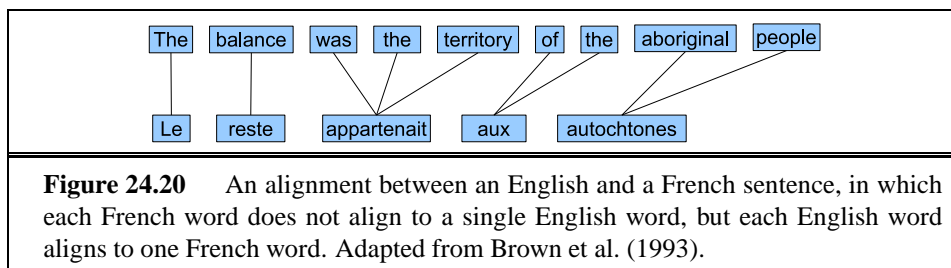 The balance was the territory of the aboriginal people
Le reste appartenait aux autochtones
Figure 24.20 An alignment between an English and a French sentence, in which
each French word does not align to a single English word, but each English word
aligns to one French word. Adapted from Brown et al. (1993).